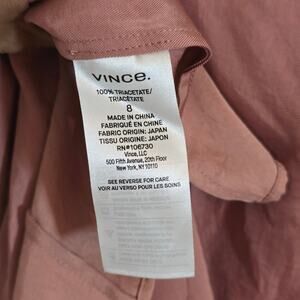 VINCE.
100% TRIACETATE/
TRIACÉTATE
8
MADE IN CHINA
FABRIQUÉ EN CHINE
FABRIC ORIGIN: JAPAN
TISSU ORIGINE: JAPON
RN#106730
Vince, LLC
500 Fifth Avenue, 20th Floor
New York, NY 10110
SEE REVERSE FOR CARE
VOIR AU VERSO POUR LES SOINS